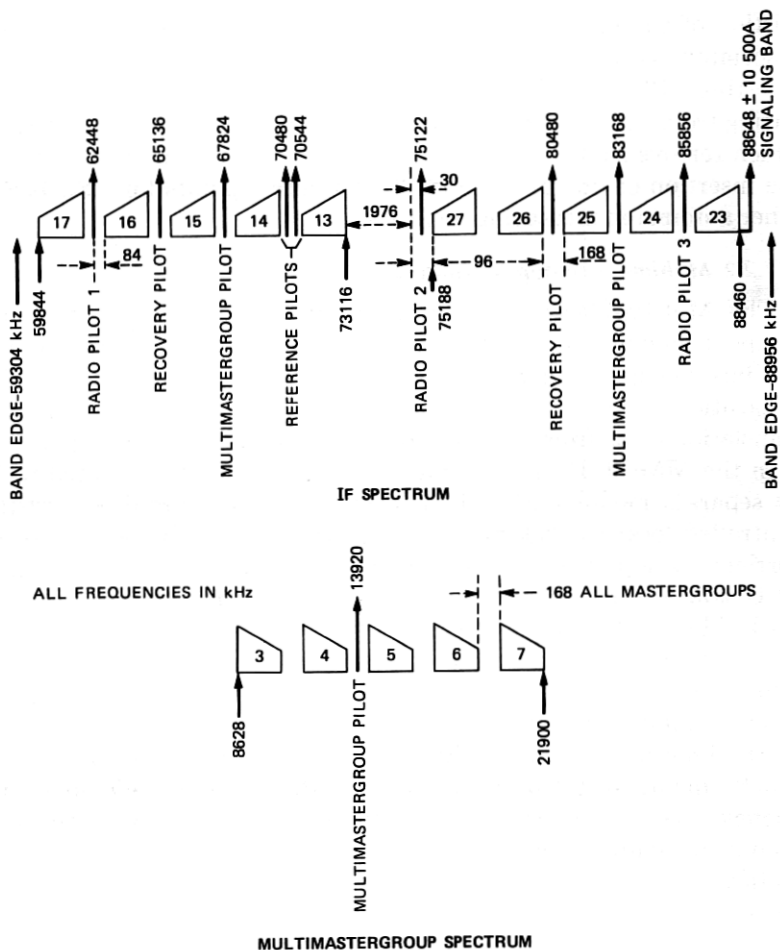 BAND EDGE-59304 kHz
59844
17
RADIO PILOT 1
62448
84
16
RECOVERY PILOT
65136
15
MULTIMASTERGROUP PILOT
67824
14
REFERENCE PILOTS
70480
70544
13
73116
1976
RADIO PILOT 2
75122
30
75188
27
96
26
RECOVERY PILOT
80480
168
25
MULTIMASTERGROUP PILOT
83168
24
RADIO PILOT 3
85856
23
88460
88648 ± 10 500A
SIGNALING BAND
BAND EDGE-88956 kHz
IF SPECTRUM
ALL FREQUENCIES IN kHz
8628
3
4
MULTIMASTERGROUP PILOT
13920
5
6
168 ALL MASTERGROUPS
7
21900
MULTIMASTERGROUP SPECTRUM